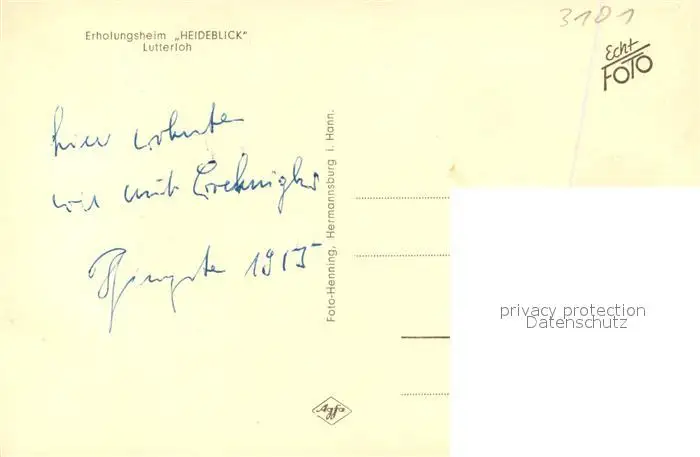 3181
Erholungsheim „HEIDEBLICK"
Lutterloh
Echt
FOTO
hier wohnten
wir mit
Pfingsten 1955
Foto-Henning, Hermannsburg i. Hann.
Agfa
privacy protection
Datenschutz